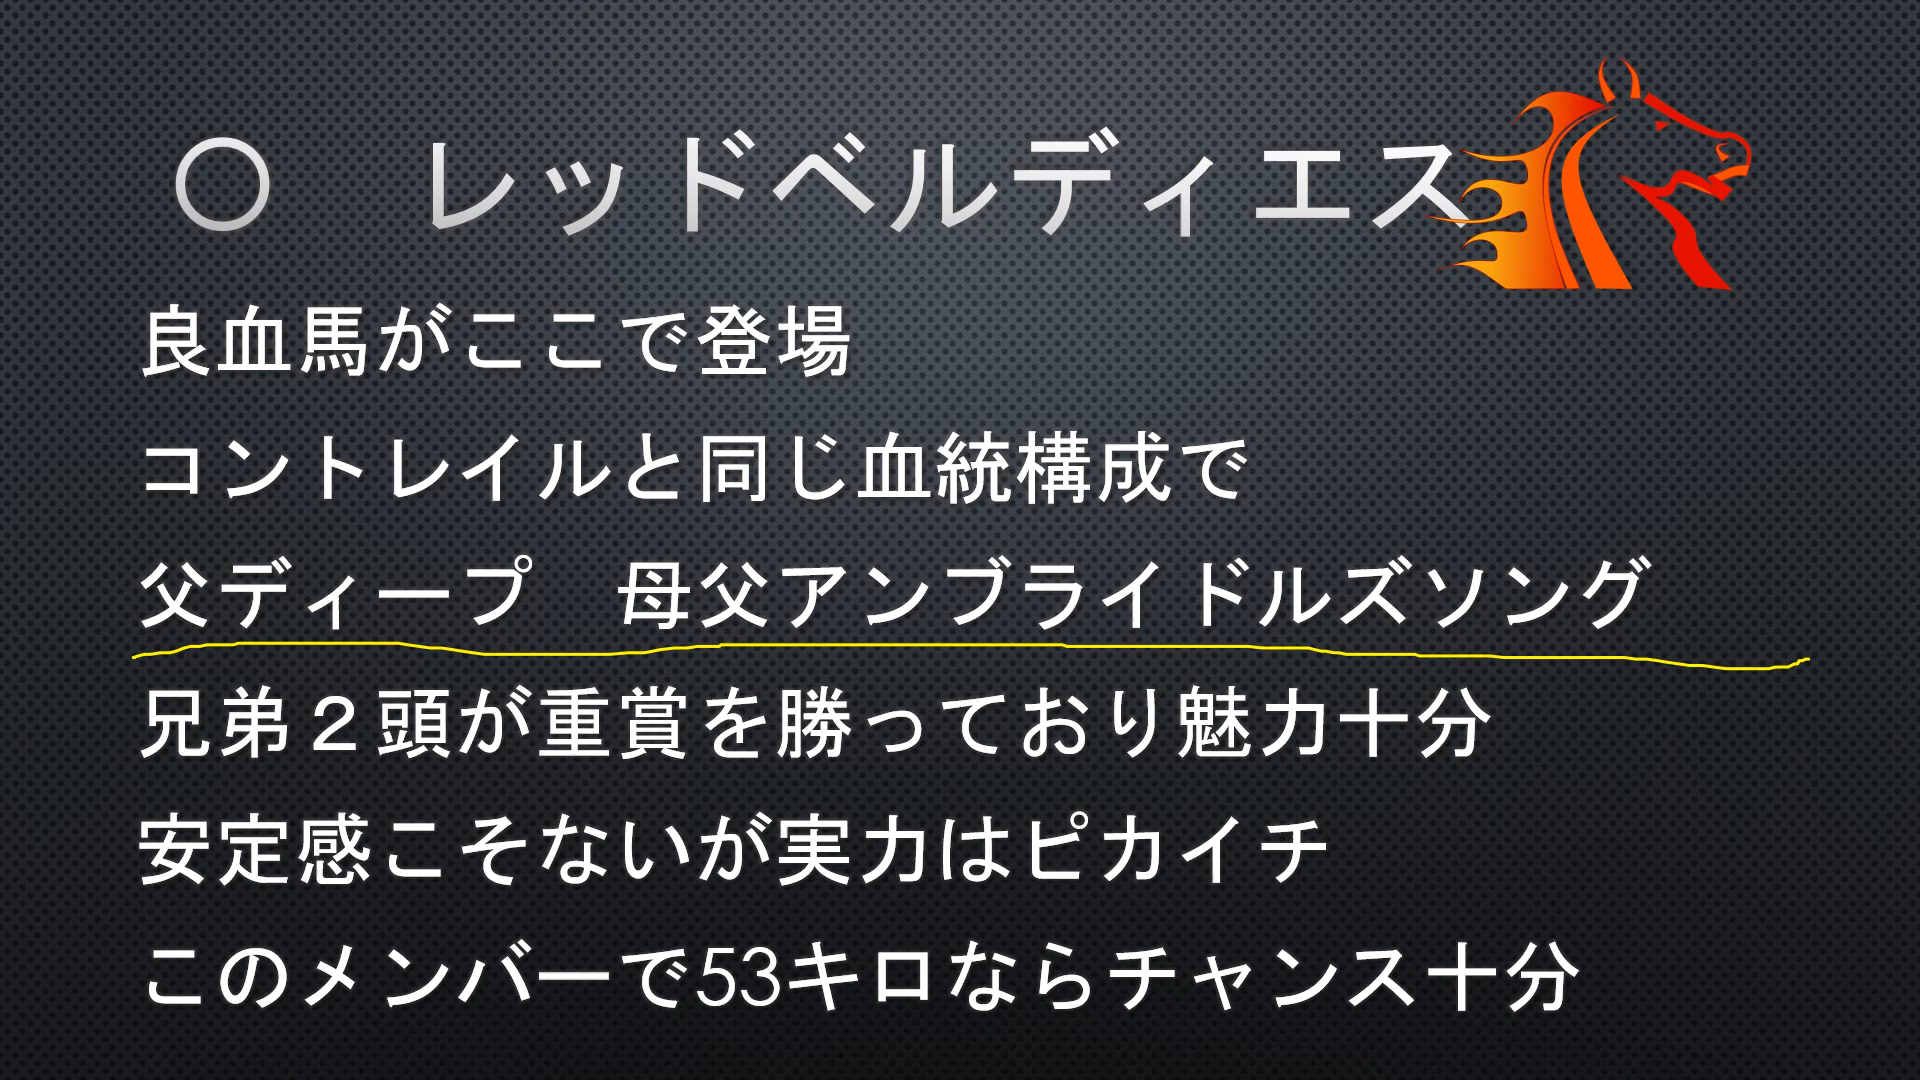 ○　レッドベルディエス
良血馬がここで登場
コントレイルと同じ血統構成で
父ディープ　母父アンブライドルズソング
兄弟２頭が重賞を勝っており魅力十分
安定感こそないが実力はピカイチ
このメンバーで53キロならチャンス十分